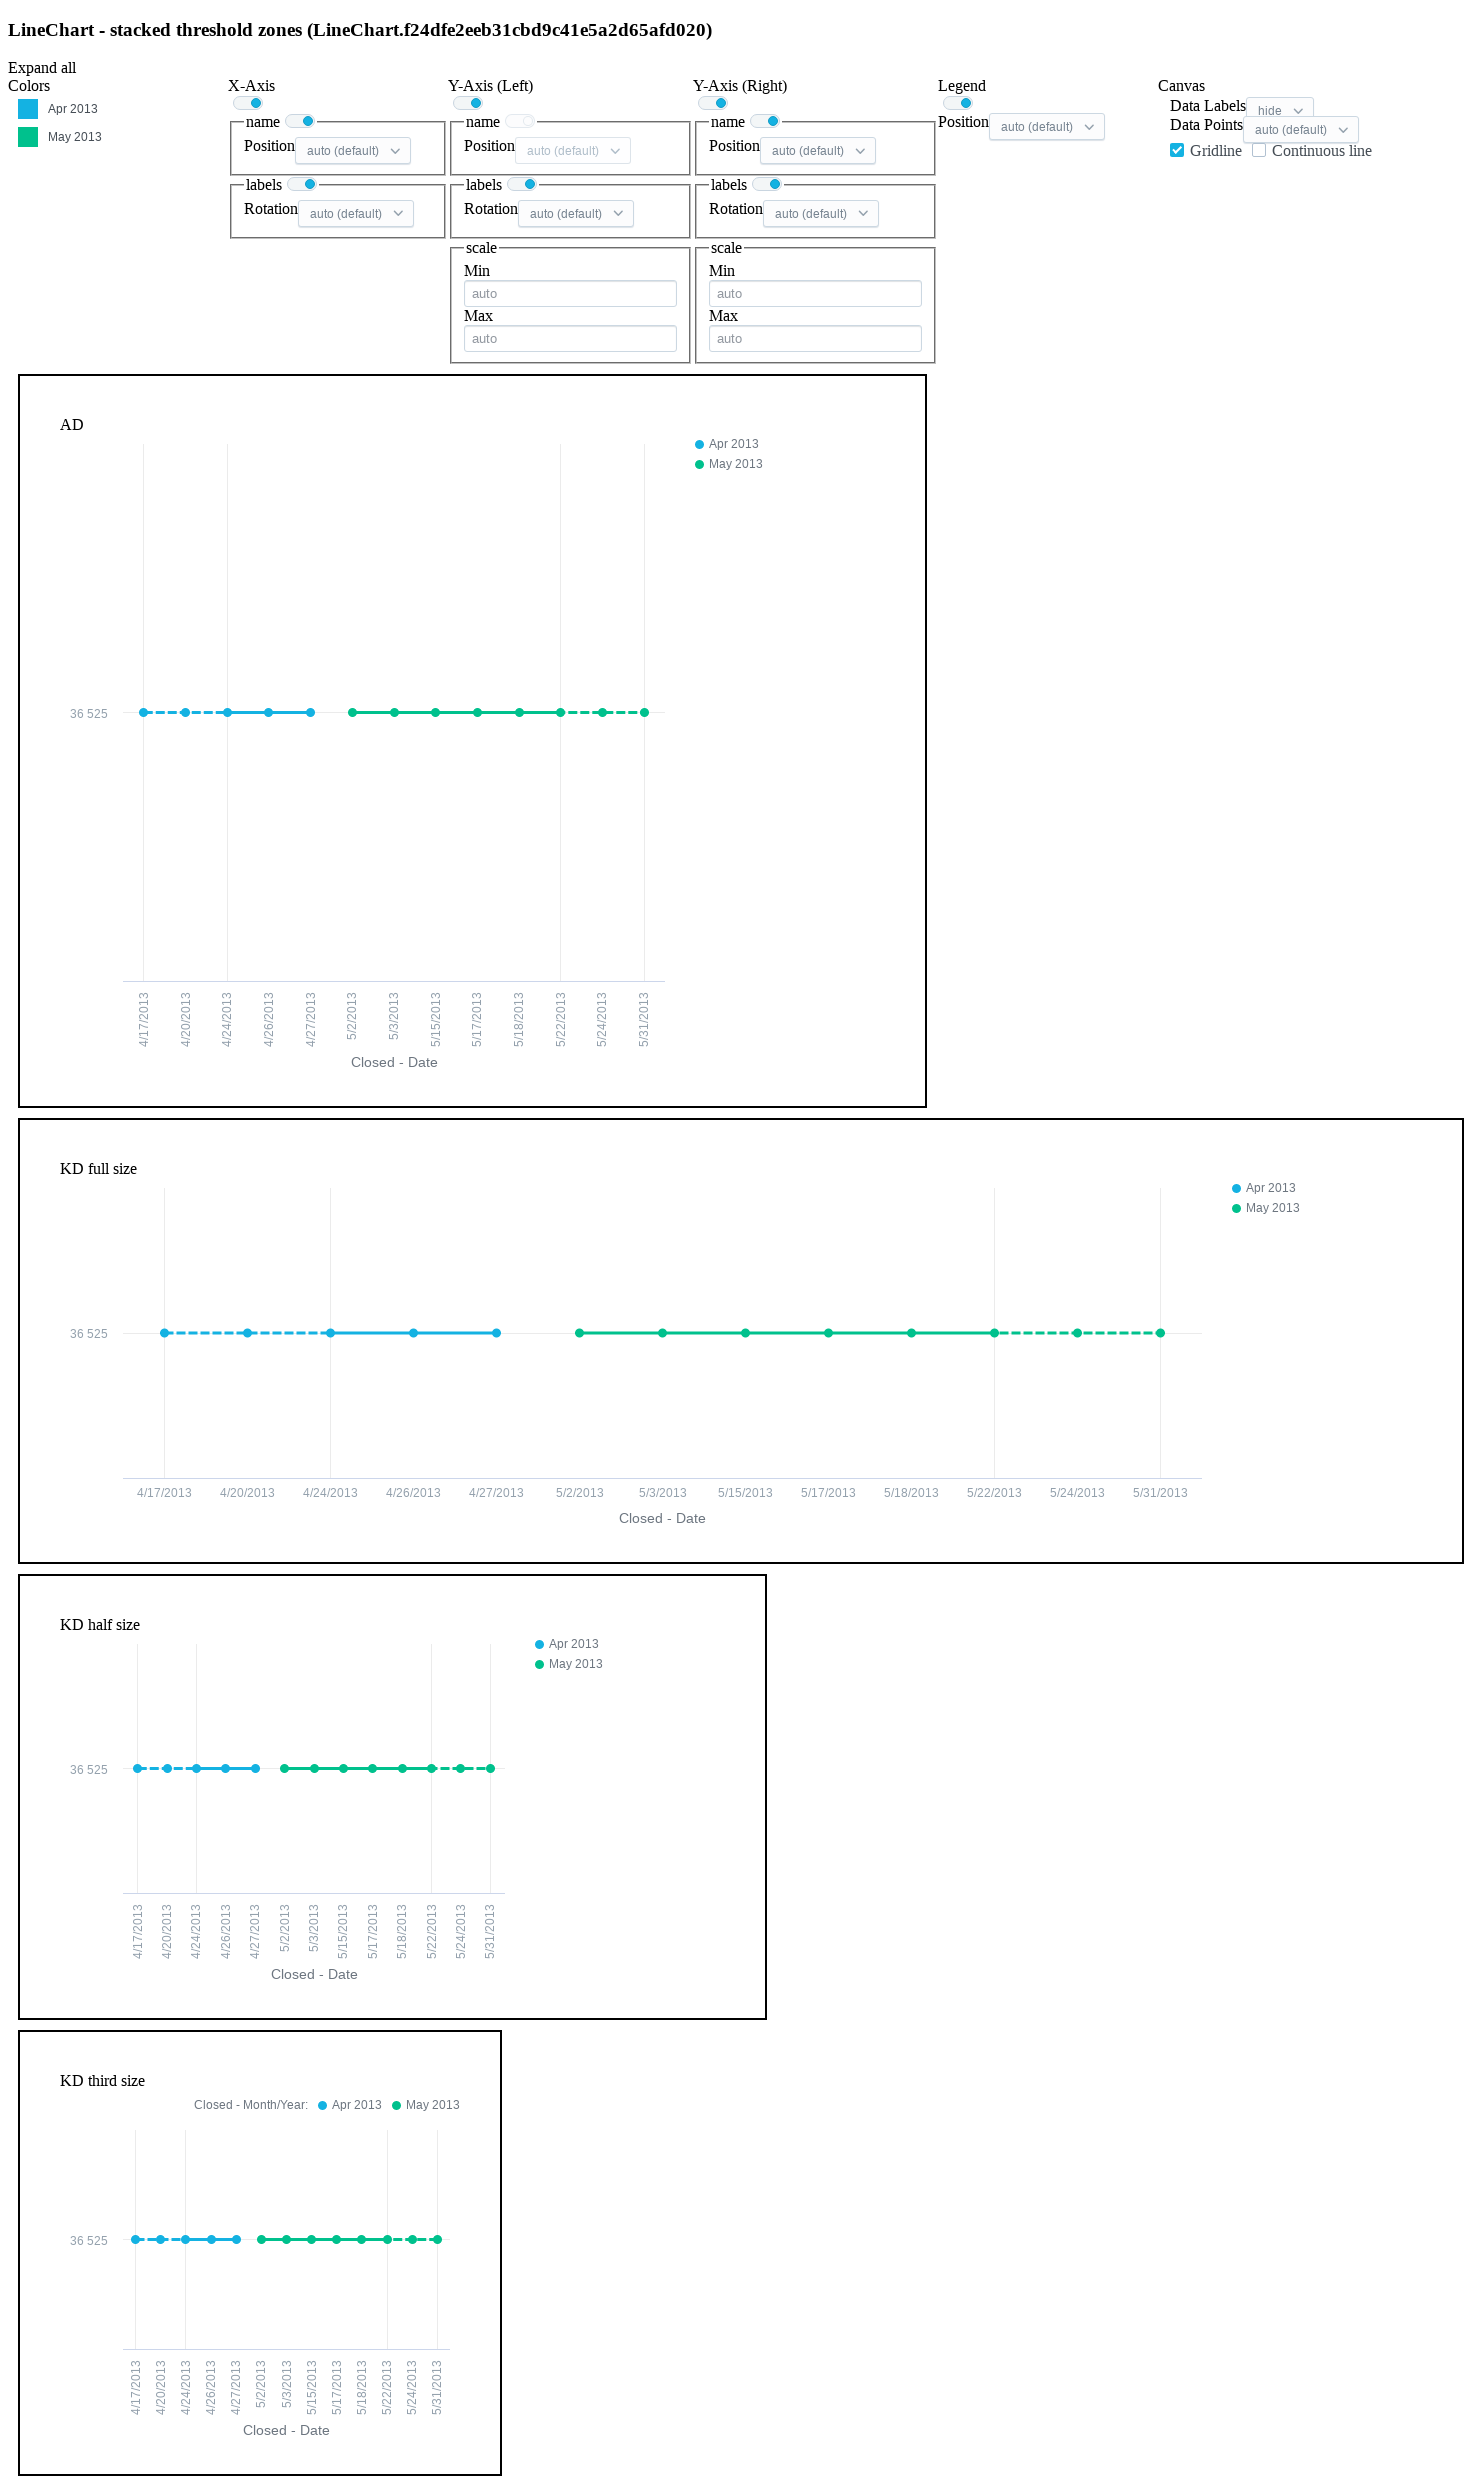 LineChart - stacked threshold zones (LineChart.f24dfe2eeb31cbd9c41e5a2d65afd020)
Expand all
Colors
Apr 2013
May 2013
X-Axis
name
Position auto (default)
labels
Rotation auto (default)
Y-Axis (Left)
name
Position auto (default)
labels
Rotation auto (default)
scale
Min
auto
Max
auto
Y-Axis (Right)
name
Position auto (default)
labels
Rotation auto (default)
scale
Min
auto
Max
auto
Legend
Position auto (default)
Canvas
Data Labels hide
Data Points auto (default)
Gridline Continuous line
AD
Apr 2013
May 2013
36 525
4/17/2013 4/20/2013 4/24/2013 4/26/2013 4/27/2013 5/2/2013 5/3/2013 5/15/2013 5/17/2013 5/18/2013 5/22/2013 5/24/2013 5/31/2013
Closed - Date
KD full size
Apr 2013
May 2013
36 525
4/17/2013 4/20/2013 4/24/2013 4/26/2013 4/27/2013 5/2/2013 5/3/2013 5/15/2013 5/17/2013 5/18/2013 5/22/2013 5/24/2013 5/31/2013
Closed - Date
KD half size
Apr 2013
May 2013
36 525
4/17/2013 4/20/2013 4/24/2013 4/26/2013 4/27/2013 5/2/2013 5/3/2013 5/15/2013 5/17/2013 5/18/2013 5/22/2013 5/24/2013 5/31/2013
Closed - Date
KD third size
Closed - Month/Year: Apr 2013 May 2013
36 525
4/17/2013 4/20/2013 4/24/2013 4/26/2013 4/27/2013 5/2/2013 5/3/2013 5/15/2013 5/17/2013 5/18/2013 5/22/2013 5/24/2013 5/31/2013
Closed - Date